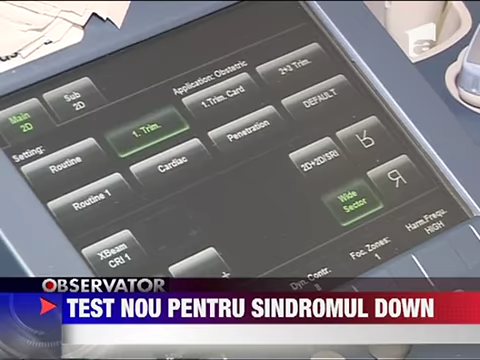 Main
2D
Sub
2D
Application: Obstetric
Setting:
1. Trim.
1.Trim. Card
2+3 Trim.
Routine
Cardiac
Penetration
DEFAULT
Routine 1
2D+2D/SRI
XBeam
CRI 1
Wide
Sector
Dyn. Contr.
8
Foc. Zones:
1
Harm.Frequ.
HIGH
OBSERVATOR
TEST NOU PENTRU SINDROMUL DOWN